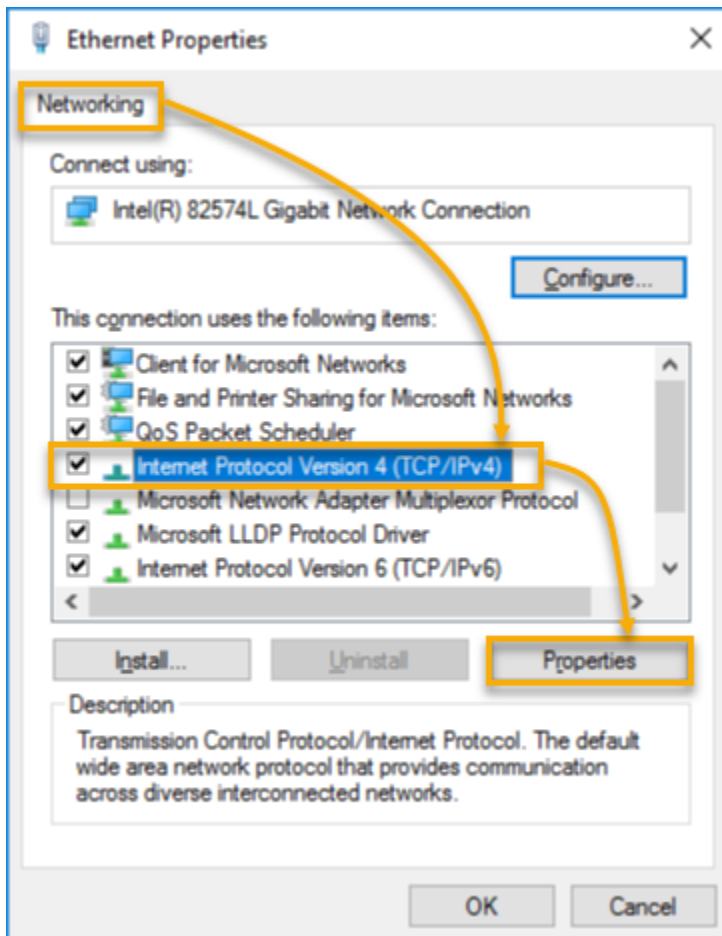 Ethernet Properties
Networking
Connect using:
Intel(R) 82574L Gigabit Network Connection
Configure...
This connection uses the following items:
Client for Microsoft Networks
File and Printer Sharing for Microsoft Networks
QoS Packet Scheduler
Internet Protocol Version 4 (TCP/IPv4)
Microsoft Network Adapter Multiplexor Protocol
Microsoft LLDP Protocol Driver
Internet Protocol Version 6 (TCP/IPv6)
Install...
Uninstall
Properties
Description
Transmission Control Protocol/Internet Protocol. The default
wide area network protocol that provides communication
across diverse interconnected networks.
OK
Cancel